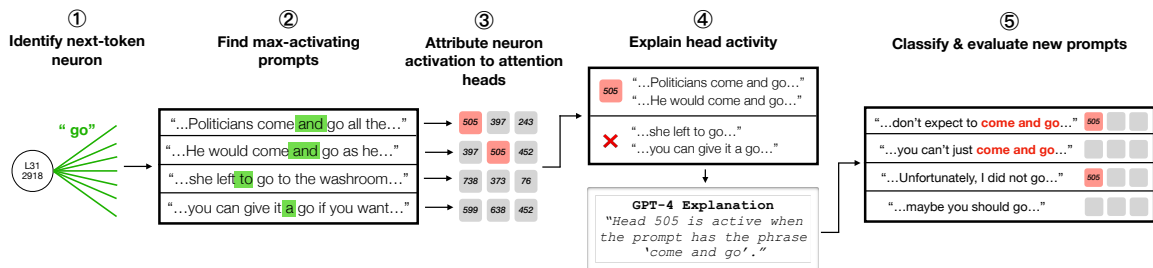 ①
Identify next-token
neuron
“ go”
L31
2918
②
Find max-activating
prompts
“...Politicians come and go all the...”
“...He would come and go as he...”
“...she left to go to the washroom...”
“...you can give it a go if you want...”
③
Attribute neuron
activation to attention
heads
505 397 243
397 505 452
738 373 76
599 638 452
④
Explain head activity
505
“...Politicians come and go...”
“...He would come and go...”
“...she left to go...”
“...you can give it a go...”
GPT-4 Explanation
“Head 505 is active when
the prompt has the phrase
‘come and go’.”
⑤
Classify & evaluate new prompts
“...don’t expect to come and go...” 505
“...you can’t just come and go...”
“...Unfortunately, I did not go...” 505
“...maybe you should go...”